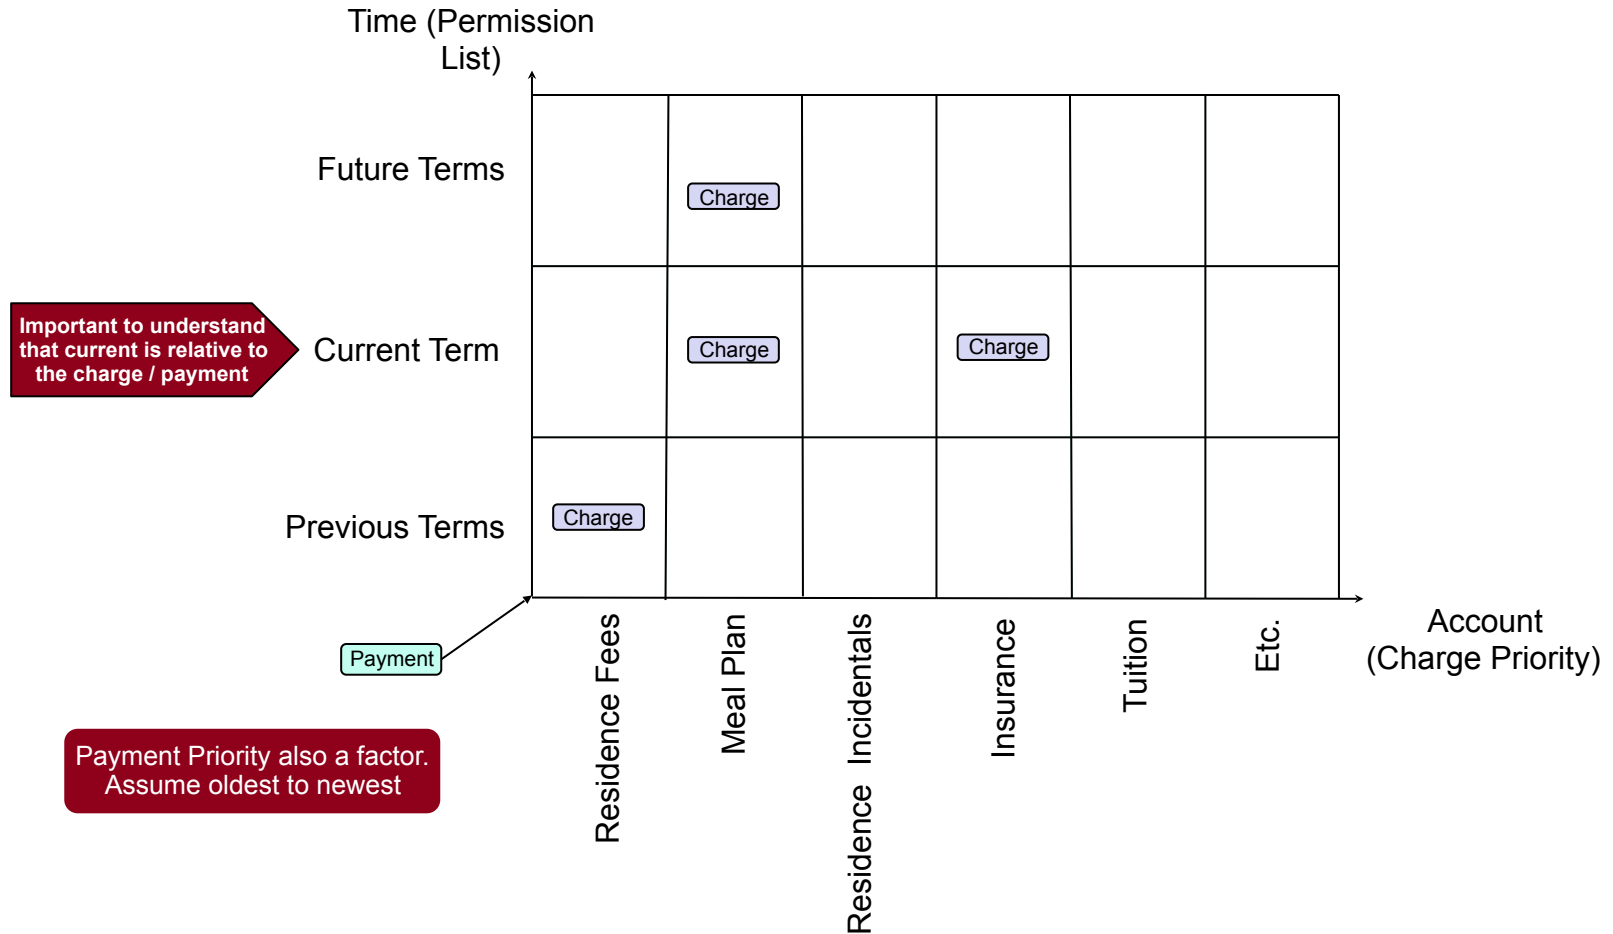 Time (Permission
List)
Future Terms
Charge
Important to understand
that current is relative to
the charge / payment
Current Term
Charge
Charge
Previous Terms
Charge
Payment
Account
(Charge Priority)
Residence Fees
Meal Plan
Residence Incidentals
Insurance
Tuition
Etc.
Payment Priority also a factor.
Assume oldest to newest